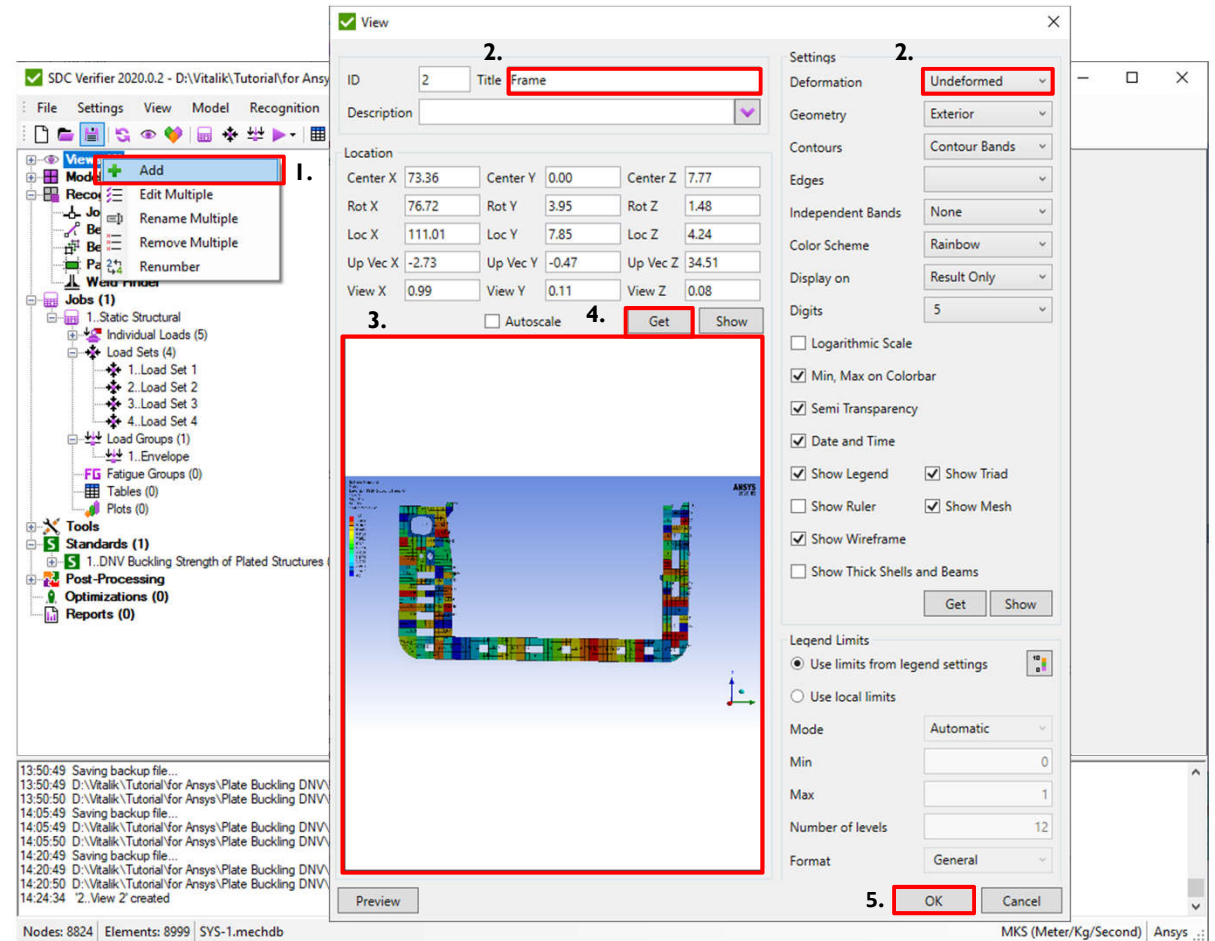 View
2.
2.
ID 2 Title Frame
Description
Location
Center X 73.36 Center Y 0.00 Center Z 7.77
Rot X 76.72 Rot Y 3.95 Rot Z 1.48
Loc X 111.01 Loc Y 7.85 Loc Z 4.24
Up Vec X -2.73 Up Vec Y -0.47 Up Vec Z 34.51
View X 0.99 View Y 0.11 View Z 0.08
3.
Autoscale
4.
Get Show
ANSYS
Preview
Settings
Deformation Undeformed
Geometry Exterior
Contours Contour Bands
Edges
Independent Bands None
Color Scheme Rainbow
Display on Result Only
Digits 5
Logarithmic Scale
Min, Max on Colorbar
Semi Transparency
Date and Time
Show Legend Show Triad
Show Ruler Show Mesh
Show Wireframe
Show Thick Shells and Beams
Get Show
Legend Limits
Use limits from legend settings
Use local limits
Mode Automatic
Min 0
Max 1
Number of levels 12
Format General
5.
OK Cancel
SDC Verifier 2020.0.2 - D:\Vitalik\Tutorial\for Ansy
File Settings View Model Recognition
View
Add
1.
Mode
Edit Multiple
Reco
Jo
Rename Multiple
Be
Be
Remove Multiple
Pa
Renumber
Weld Finder
Jobs (1)
1..Static Structural
Individual Loads (5)
Load Sets (4)
1..Load Set 1
2..Load Set 2
3..Load Set 3
4..Load Set 4
Load Groups (1)
1..Envelope
FG Fatigue Groups (0)
Tables (0)
Plots (0)
Tools
Standards (1)
1..DNV Buckling Strength of Plated Structures (
Post-Processing
Optimizations (0)
Reports (0)
13:50:49 Saving backup file...
13:50:49 D:\Vitalik\Tutorial\for Ansys\Plate Buckling DNV\
13:50:50 D:\Vitalik\Tutorial\for Ansys\Plate Buckling DNV\
14:05:49 Saving backup file...
14:05:49 D:\Vitalik\Tutorial\for Ansys\Plate Buckling DNV\
14:05:50 D:\Vitalik\Tutorial\for Ansys\Plate Buckling DNV\
14:20:49 Saving backup file...
14:20:49 D:\Vitalik\Tutorial\for Ansys\Plate Buckling DNV\
14:20:50 D:\Vitalik\Tutorial\for Ansys\Plate Buckling DNV\
14:24:34 '2..View 2' created
Nodes: 8824 Elements: 8999 SYS-1.mechdb
MKS (Meter/Kg/Second) Ansys